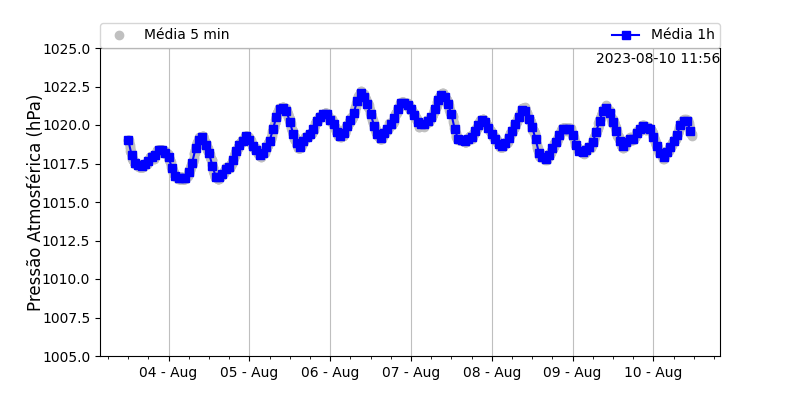 Média 5 min
Média 1h
2023-08-10 11:56
Pressão Atmosférica (hPa)
1025.0
1022.5
1020.0
1017.5
1015.0
1012.5
1010.0
1007.5
1005.0
04 - Aug
05 - Aug
06 - Aug
07 - Aug
08 - Aug
09 - Aug
10 - Aug